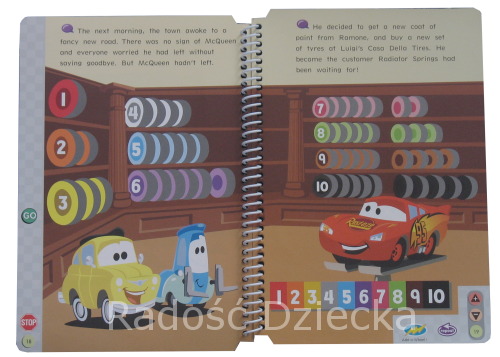 The next morning, the town awoke to a
fancy new road. There was no sign of McQueen
and everyone worried he had left without
saying goodbye. But McQueen hadn't left.
He decided to get a new coat of
paint from Ramone, and buy a new set
of tyres at Luigi's Casa Della Tires. He
became the customer Radiator Springs had
been waiting for!
1
2
3
4
5
6
7
8
9
10
GO
STOP
18
95
1 2 3 4 5 6 7 8 9 10
19
Radość Dziecka